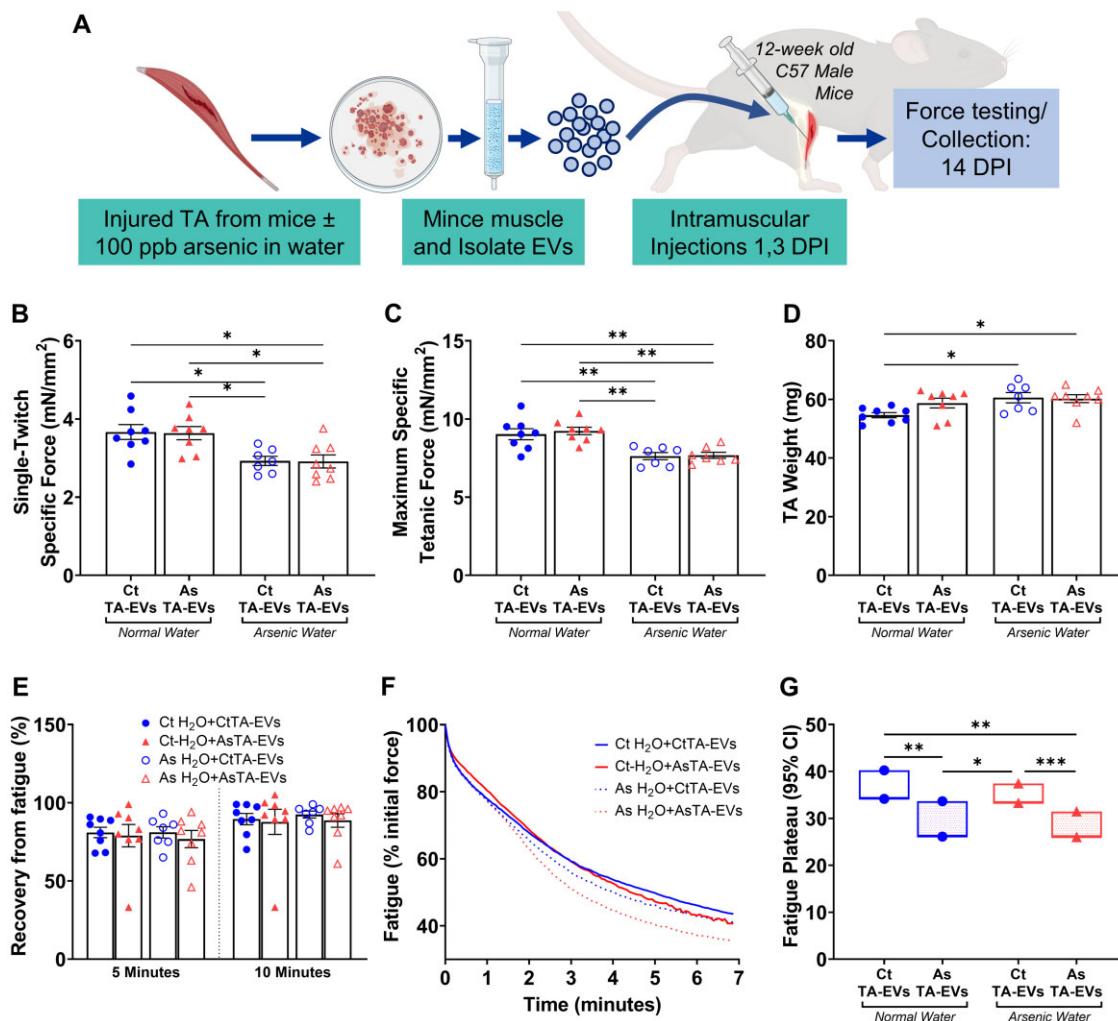 A
12-week old
C57 Male
Mice
Force testing/
Collection:
14 DPI
Injured TA from mice ±
100 ppb arsenic in water
Mince muscle
and Isolate EVs
Intramuscular
Injections 1,3 DPI
B
Single-Twitch
Specific Force (mN/mm²)
6
4
2
0
*
*
*
*
Ct
TA-EVs
As
TA-EVs
Ct
TA-EVs
As
TA-EVs
Normal Water
Arsenic Water
C
Maximum Specific
Tetanic Force (mN/mm²)
15
10
5
0
**
**
**
**
Ct
TA-EVs
As
TA-EVs
Ct
TA-EVs
As
TA-EVs
Normal Water
Arsenic Water
D
TA Weight (mg)
80
60
40
20
0
*
*
Ct
TA-EVs
As
TA-EVs
Ct
TA-EVs
As
TA-EVs
Normal Water
Arsenic Water
E
Recovery from fatigue (%)
150
100
50
0
Ct H₂O+CtTA-EVs
Ct-H₂O+AsTA-EVs
As H₂O+CtTA-EVs
As H₂O+AsTA-EVs
5 Minutes
10 Minutes
F
Fatigue (% initial force)
100
80
60
40
Ct H₂O+CtTA-EVs
Ct-H₂O+AsTA-EVs
As H₂O+CtTA-EVs
As H₂O+AsTA-EVs
0 1 2 3 4 5 6 7
Time (minutes)
G
Fatigue Plateau (95% CI)
50
40
30
20
10
0
**
**
*
***
Ct
TA-EVs
As
TA-EVs
Ct
TA-EVs
As
TA-EVs
Normal Water
Arsenic Water